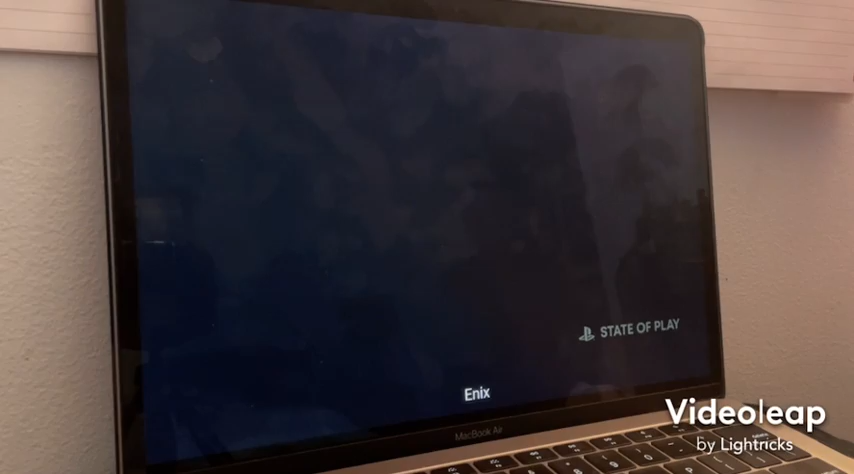 STATE OF PLAY
Enix
MacBook Air
Videoleap
by Lightricks